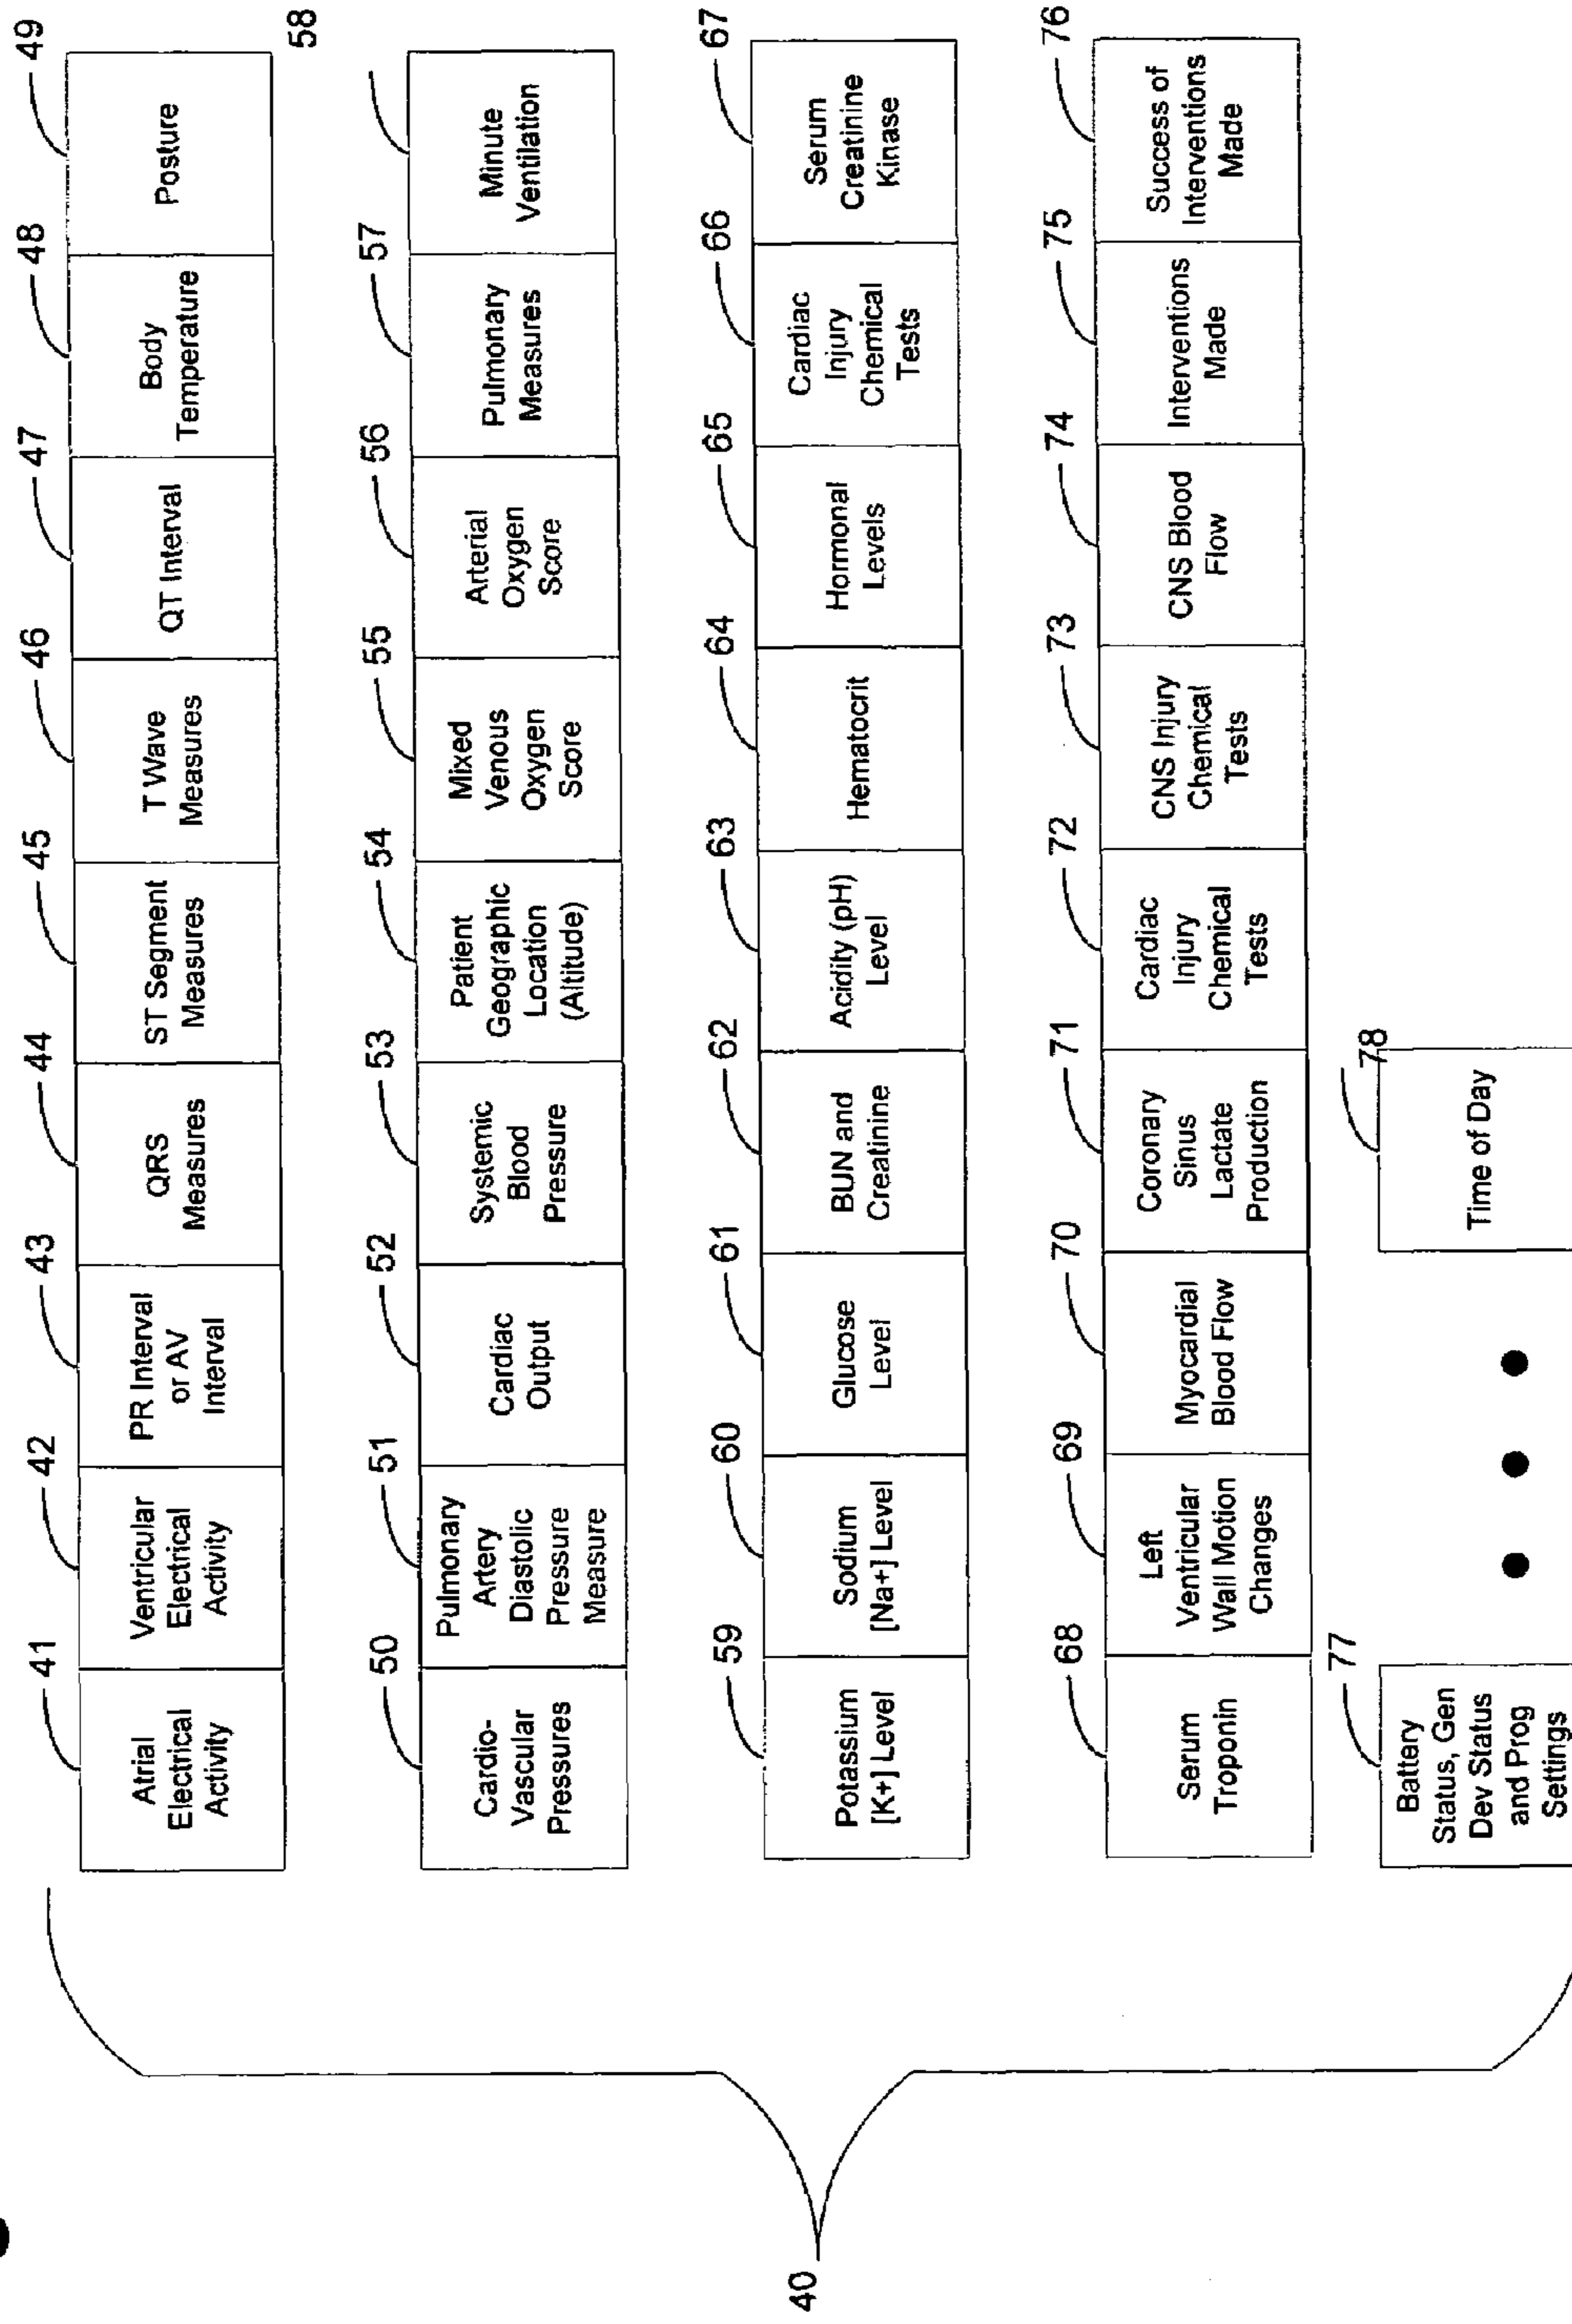 41
42
43
44
45
46
47
48
49
Atrial
Electrical
Activity
Ventricular
Electrical
Activity
PR Interval
or AV
Interval
QRS
Measures
ST Segment
Measures
T Wave
Measures
QT Interval
Body
Temperature
Posture
50
51
52
53
54
55
56
57
58
Cardio-
Vascular
Pressures
Pulmonary
Artery
Diastolic
Pressure
Measure
Cardiac
Output
Systemic
Blood
Pressure
Patient
Geographic
Location
(Altitude)
Mixed
Venous
Oxygen
Score
Arterial
Oxygen
Score
Pulmonary
Measures
Minute
Ventilation
40
59
60
61
62
63
64
65
66
67
Potassium
[K+] Level
Sodium
[Na+] Level
Glucose
Level
BUN and
Creatinine
Acidity (pH)
Level
Hematocrit
Hormonal
Levels
Cardiac
Injury
Chemical
Tests
Serum
Creatinine
Kinase
68
69
70
71
72
73
74
75
76
Serum
Troponin
Left
Ventricular
Wall Motion
Changes
Myocardial
Blood Flow
Coronary
Sinus
Lactate
Production
Cardiac
Injury
Chemical
Tests
CNS Injury
Chemical
Tests
CNS Blood
Flow
Interventions
Made
Success of
Interventions
Made
77
78
Battery
Status, Gen
Dev Status
and Prog
Settings
Time of Day